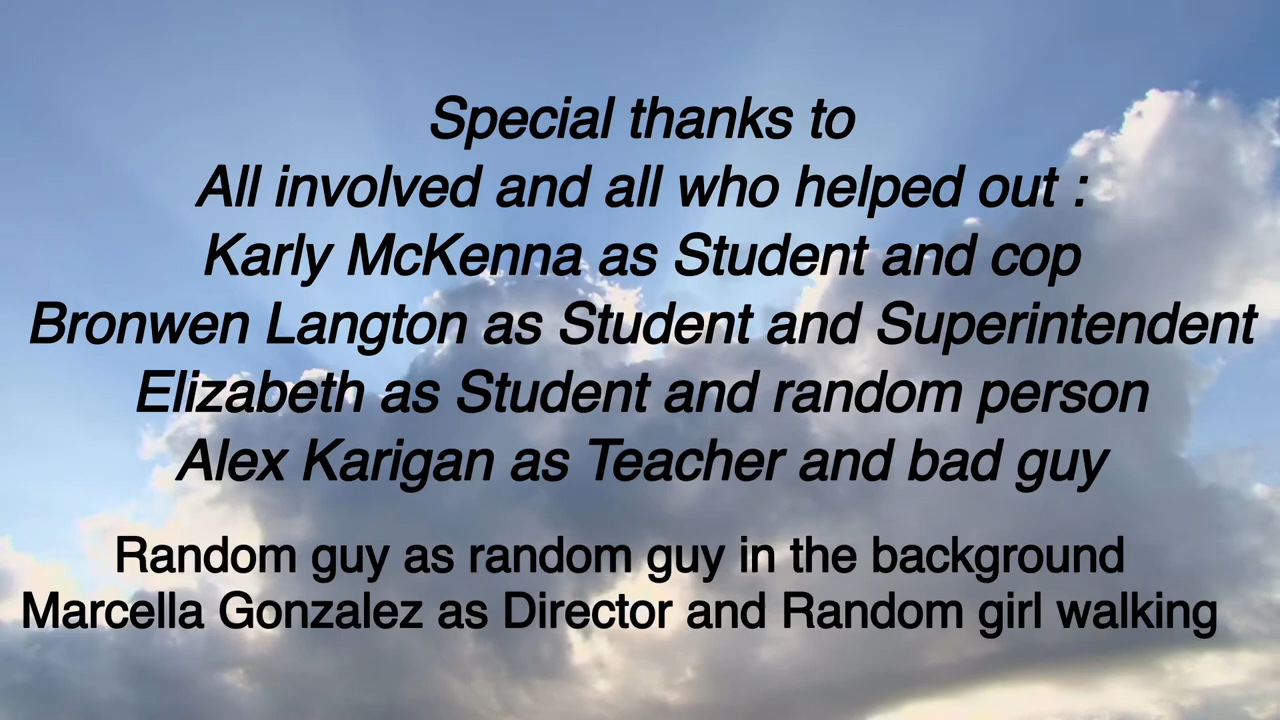 Special thanks to
All involved and all who helped out :
Karly McKenna as Student and cop
Bronwen Langton as Student and Superintendent
Elizabeth as Student and random person
Alex Karigan as Teacher and bad guy
Random guy as random guy in the background
Marcella Gonzalez as Director and Random girl walking